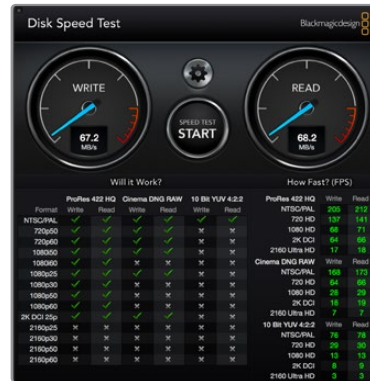 Disk Speed Test
Blackmagicdesign
WRITE
READ
SPEED TEST
START
67.2
MB/s
68.2
MB/s
Will it Work?
How Fast? (FPS)
ProRes 422 HQ Cinema DNG RAW 10 Bit YUV 4:2:2
Format Write Read Write Read Write Read
NTSC/PAL
720p50
720p60
1080i50
1080i60
1080p25
1080p30
1080p50
1080p60
2K DCI 25p
2160p25
2160p30
2160p50
2160p60
ProRes 422 HQ Write Read
NTSC/PAL 205 212
720 HD 137 141
1080 HD 68 71
2K DCI 64 66
2160 Ultra HD 17 18
Cinema DNG RAW Write Read
NTSC/PAL 168 173
720 HD 64 66
1080 HD 28 29
2K DCI 18 19
2160 Ultra HD 7 7
10 Bit YUV 4:2:2 Write Read
NTSC/PAL 76 78
720 HD 29 30
1080 HD 13 13
2K DCI 8 9
2160 Ultra HD 3 3